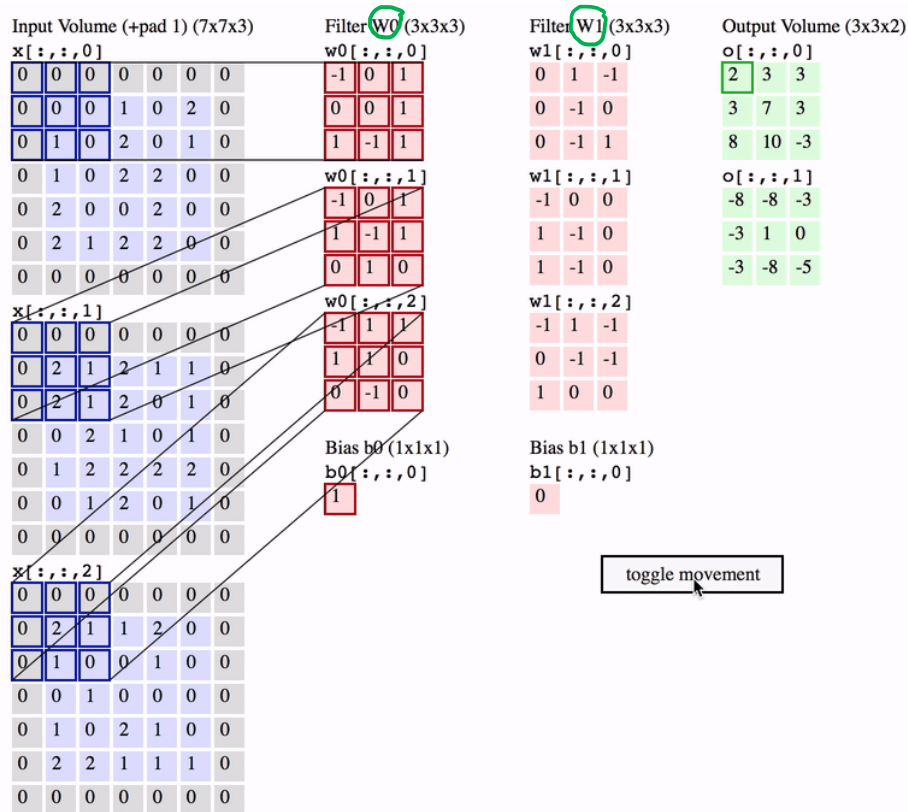 Input Volume (+pad 1) (7x7x3)
x[:,:,0]
0 0 0 0 0 0 0
0 0 0 1 0 2 0
0 1 0 2 0 1 0
0 1 0 2 2 0 0
0 2 0 0 2 0 0
0 2 1 2 2 0 0
0 0 0 0 0 0 0
x[:,:,1]
0 0 0 0 0 0 0
0 2 1 2 1 1 0
0 2 1 2 0 1 0
0 0 2 1 0 1 0
0 1 2 2 2 2 0
0 0 1 2 0 1 0
0 0 0 0 0 0 0
x[:,:,2]
0 0 0 0 0 0 0
0 2 1 1 2 0 0
0 1 0 0 1 0 0
0 0 1 0 0 0 0
0 1 0 2 1 0 0
0 2 2 1 1 1 0
0 0 0 0 0 0 0
Filter W0 (3x3x3)
w0[:,:,0]
-1 0 1
0 0 1
1 -1 1
w0[:,:,1]
-1 0 1
1 -1 1
0 1 0
w0[:,:,2]
-1 1 1
1 1 0
0 -1 0
Bias b0 (1x1x1)
b0[:,:,0]
1
Filter W1 (3x3x3)
w1[:,:,0]
0 1 -1
0 -1 0
0 -1 1
w1[:,:,1]
-1 0 0
1 -1 0
1 -1 0
w1[:,:,2]
-1 1 -1
0 -1 -1
1 0 0
Bias b1 (1x1x1)
b1[:,:,0]
0
Output Volume (3x3x2)
o[:,:,0]
2 3 3
3 7 3
8 10 -3
o[:,:,1]
-8 -8 -3
-3 1 0
-3 -8 -5
toggle movement